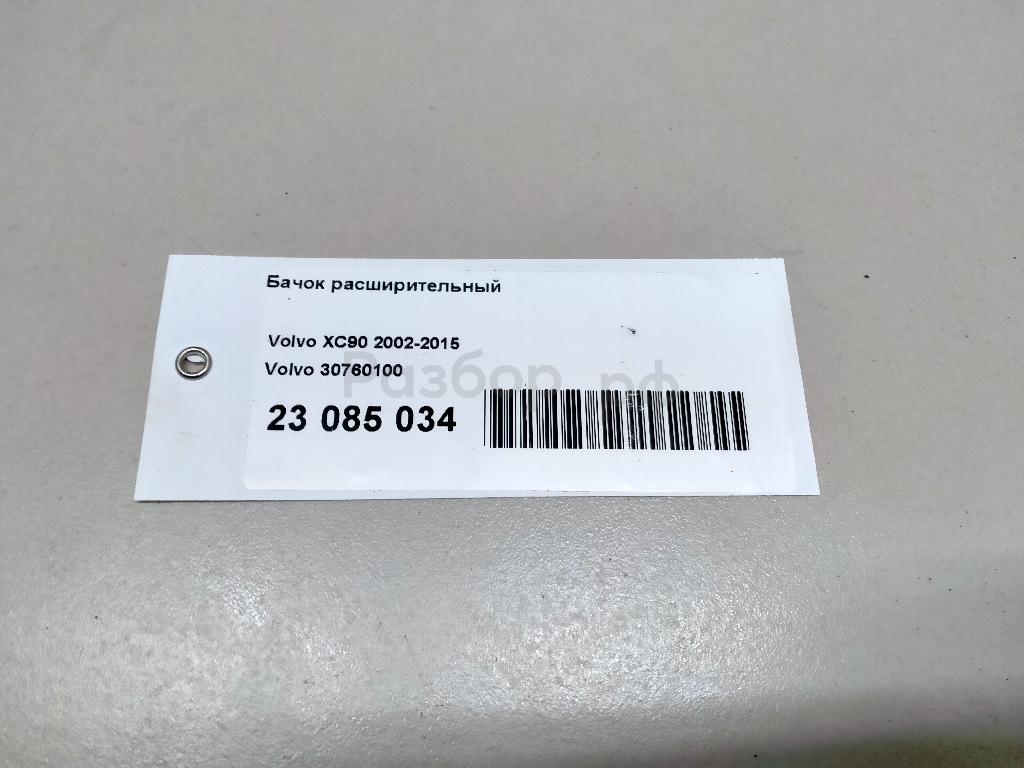 Бачок расширительный
Volvo XC90 2002-2015
Volvo 30760100
Разбор.рф
23 085 034